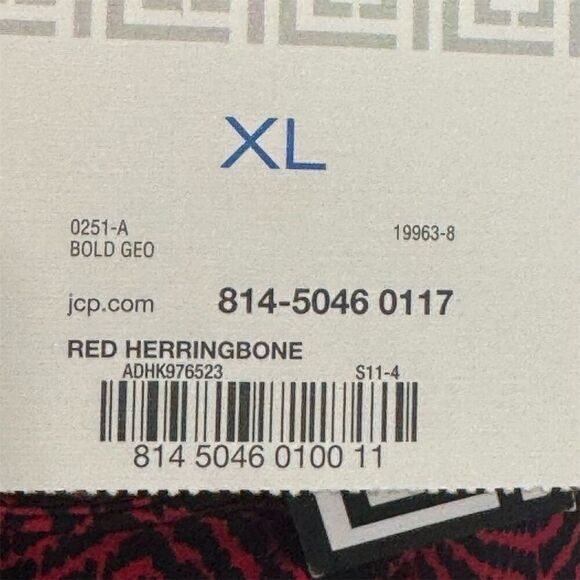 XL
0251-A 19963-8
BOLD GEO
jcp.com 814-5046 0117
RED HERRINGBONE
ADHK976523 S11-4
814 5046 0100 11